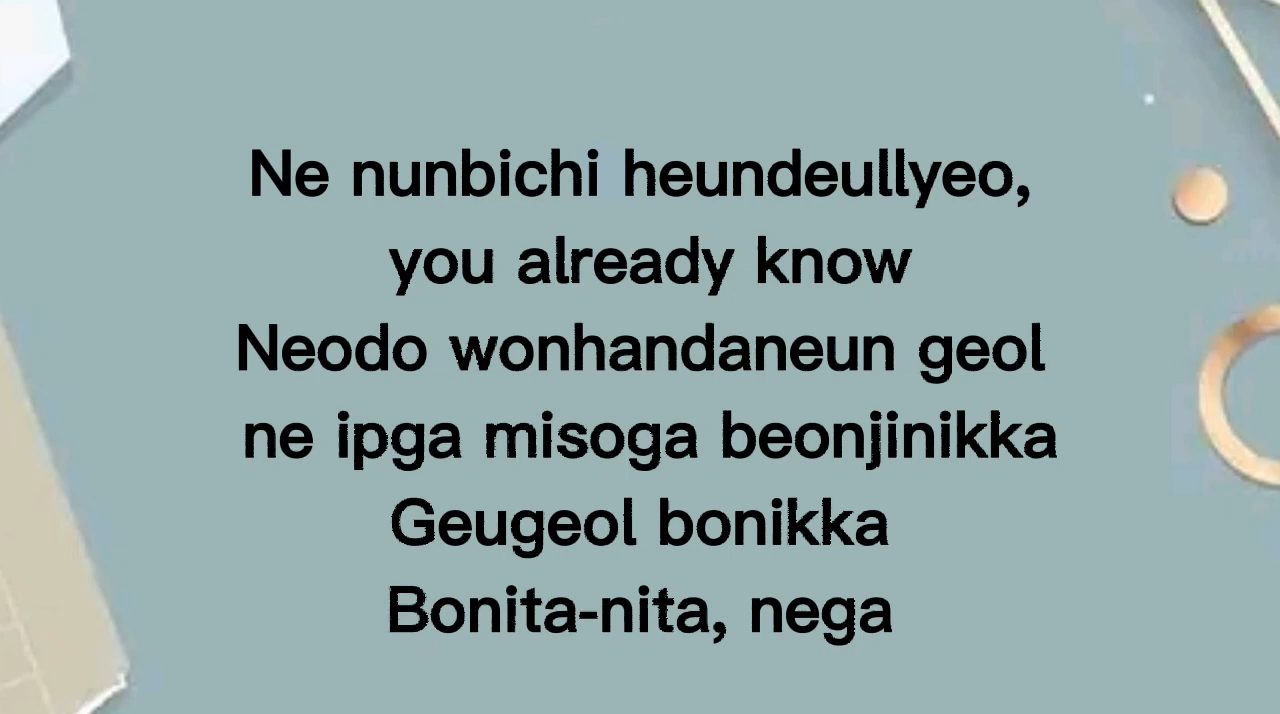 Ne nunbichi heundeullyeo,
you already know
Neodo wonhandaneun geol
ne ipga misoga beonjinikka
Geugeol bonikka
Bonita-nita, nega